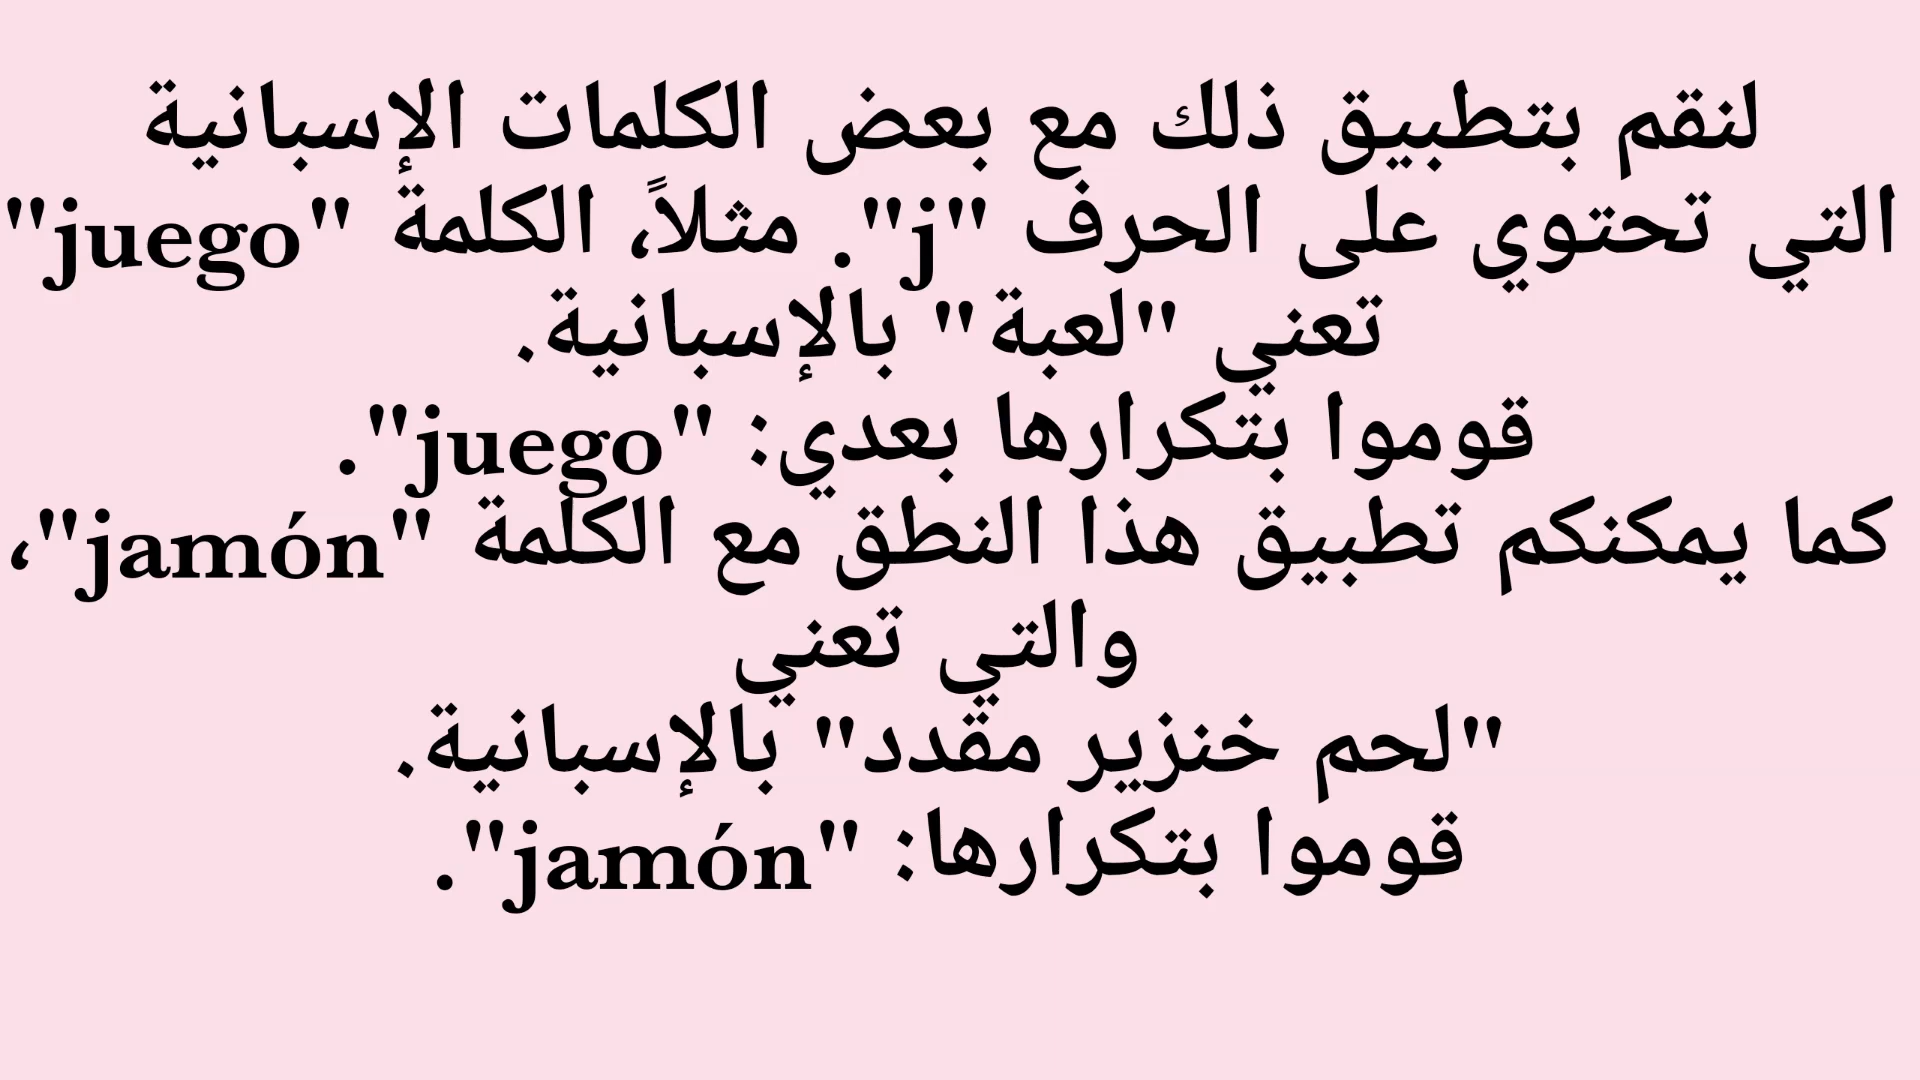 لنقم بتطبيق ذلك مع بعض الكلمات الإسبانية
التي تحتوي على الحرف "j". مثلاً، الكلمة "juego"
تعني "لعبة" بالإسبانية.
قوموا بتكرارها بعدي: "juego".
كما يمكنكم تطبيق هذا النطق مع الكلمة "jamón"،
والتي تعني
"لحم خنزير مقدد" بالإسبانية.
قوموا بتكرارها: "jamón".